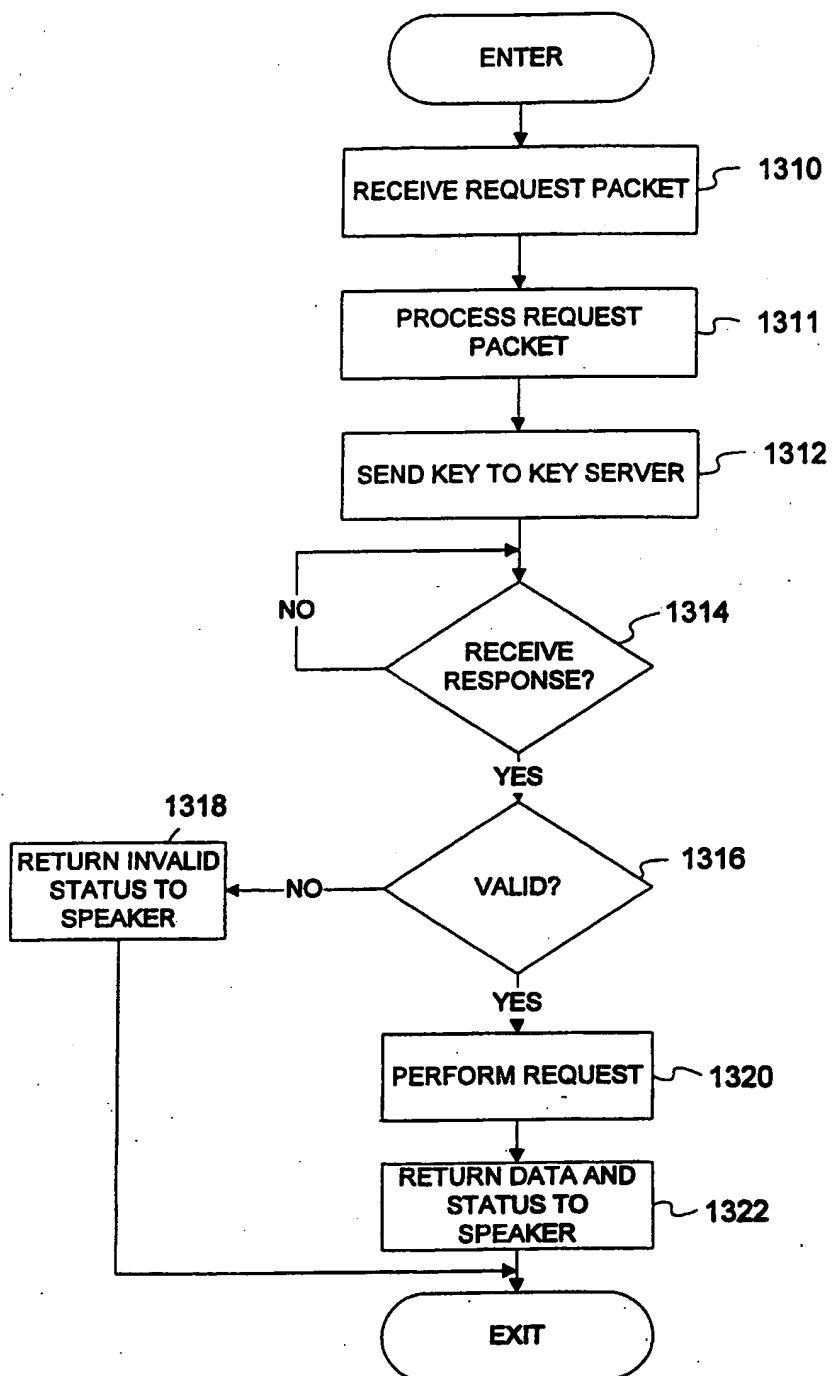 ENTER
RECEIVE REQUEST PACKET
1310
PROCESS REQUEST
PACKET
1311
SEND KEY TO KEY SERVER
1312
NO
RECEIVE
RESPONSE?
1314
YES
1318
RETURN INVALID
STATUS TO
SPEAKER
NO
VALID?
1316
YES
PERFORM REQUEST
1320
RETURN DATA AND
STATUS TO
SPEAKER
1322
EXIT